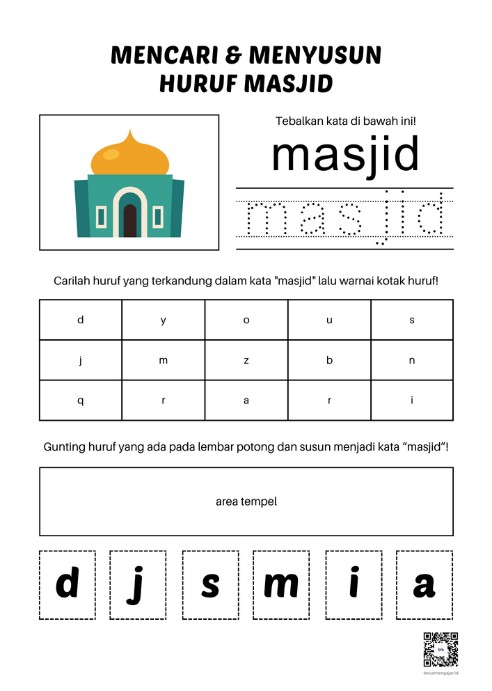 MENCARI & MENYUSUN
HURUF MASJID
Tebalkan kata di bawah ini!
masjid
masjid
Carilah huruf yang terkandung dalam kata "masjid" lalu warnai kotak huruf!
d y o u s
j m z b n
q r a r i
Gunting huruf yang ada pada lembar potong dan susun menjadi kata “masjid”!
area tempel
d j s m i a